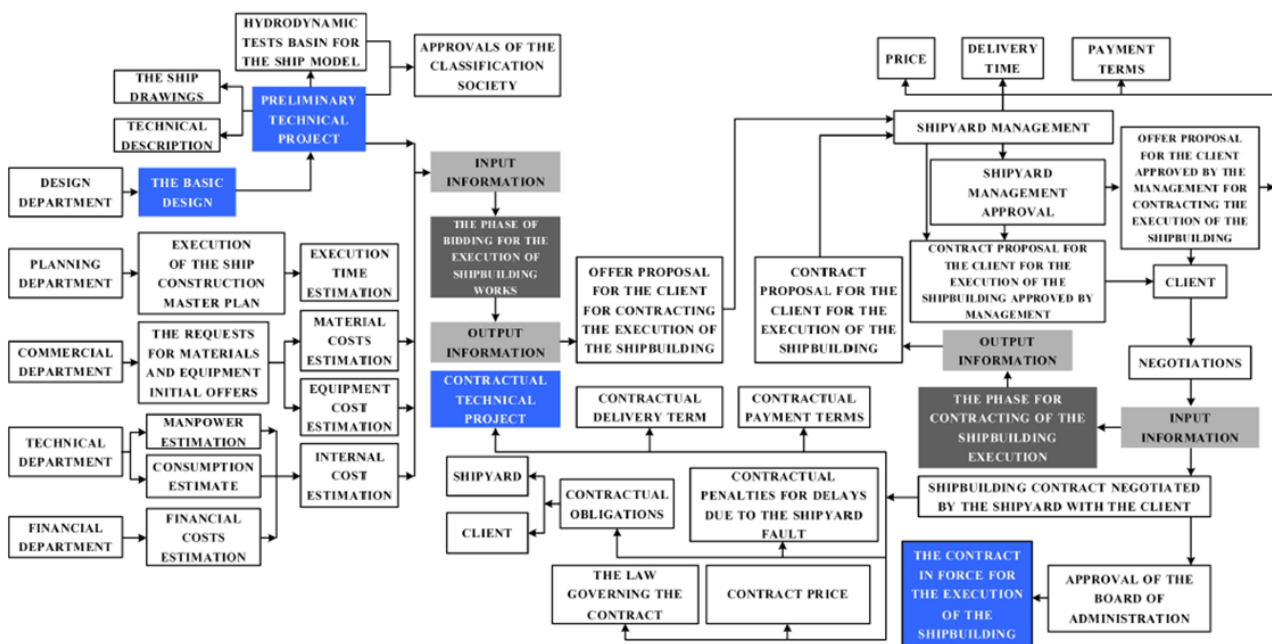 HYDRODYNAMIC
TESTS BASIN FOR
THE SHIP MODEL
APPROVALS OF THE
CLASSIFICATION
SOCIETY
THE SHIP
DRAWINGS
TECHNICAL
DESCRIPTION
PRELIMINARY
TECHNICAL
PROJECT
DESIGN
DEPARTMENT
THE BASIC
DESIGN
PLANNING
DEPARTMENT
EXECUTION
OF THE SHIP
CONSTRUCTION
MASTER PLAN
EXECUTION
TIME
ESTIMATION
COMMERCIAL
DEPARTMENT
THE REQUESTS
FOR MATERIALS
AND EQUIPMENT
INITIAL OFFERS
MATERIAL
COSTS
ESTIMATION
EQUIPMENT
COST
ESTIMATION
TECHNICAL
DEPARTMENT
MANPOWER
ESTIMATION
CONSUMPTION
ESTIMATE
INTERNAL
COST
ESTIMATION
FINANCIAL
DEPARTMENT
FINANCIAL
COSTS
ESTIMATION
INPUT
INFORMATION
THE PHASE OF
BIDDING FOR THE
EXECUTION OF
SHIPBUILDING
WORKS
OUTPUT
INFORMATION
CONTRACTUAL
TECHNICAL
PROJECT
OFFER PROPOSAL
FOR THE CLIENT
FOR CONTRACTING
THE EXECUTION OF
THE SHIPBUILDING
PRICE
DELIVERY
TIME
PAYMENT
TERMS
SHIPYARD MANAGEMENT
SHIPYARD
MANAGEMENT
APPROVAL
OFFER PROPOSAL
FOR THE CLIENT
APPROVED BY THE
MANAGEMENT FOR
CONTRACTING THE
EXECUTION OF THE
SHIPBUILDING
CONTRACT PROPOSAL FOR
THE CLIENT FOR THE
EXECUTION OF THE
SHIPBUILDING APPROVED BY
MANAGEMENT
CLIENT
CONTRACT
PROPOSAL FOR THE
CLIENT FOR THE
EXECUTION OF THE
SHIPBUILDING
OUTPUT
INFORMATION
NEGOTIATIONS
THE PHASE FOR
CONTRACTING OF THE
SHIPBUILDING
EXECUTION
INPUT
INFORMATION
CONTRACTUAL
DELIVERY TERM
CONTRACTUAL
PAYMENT TERMS
SHIPYARD
CLIENT
CONTRACTUAL
OBLIGATIONS
CONTRACTUAL
PENALTIES FOR DELAYS
DUE TO THE SHIPYARD
FAULT
SHIPBUILDING CONTRACT NEGOTIATED
BY THE SHIPYARD WITH THE CLIENT
THE LAW
GOVERNING THE
CONTRACT
CONTRACT PRICE
THE CONTRACT
IN FORCE FOR
THE EXECUTION
OF THE
SHIPBUILDING
APPROVAL OF THE
BOARD OF
ADMINISTRATION